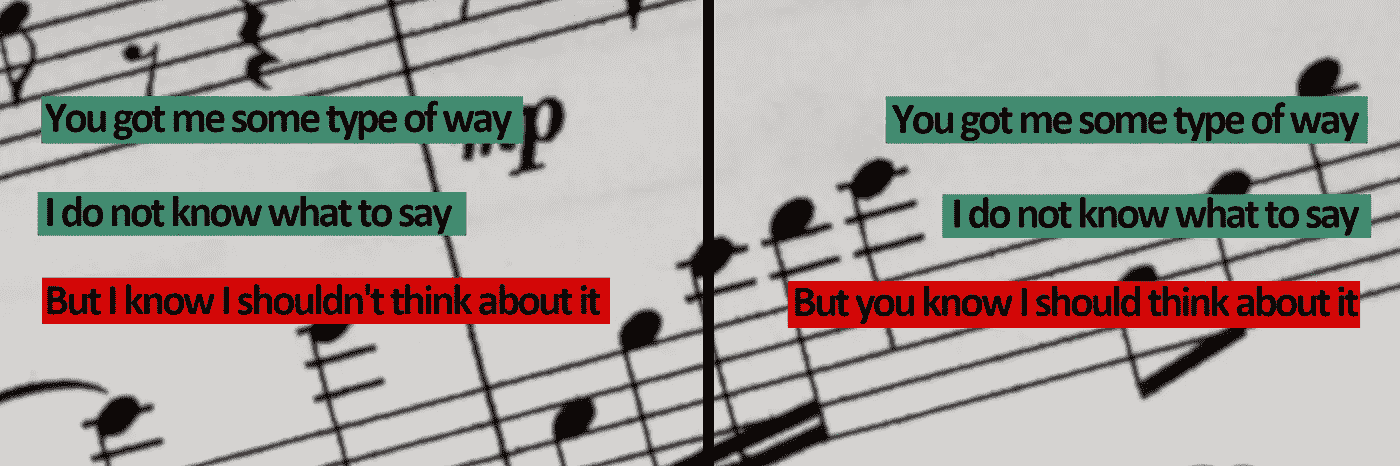 You got me some type of way
I do not know what to say
But I know I shouldn't think about it
mp
You got me some type of way
I do not know what to say
But you know I should think about it